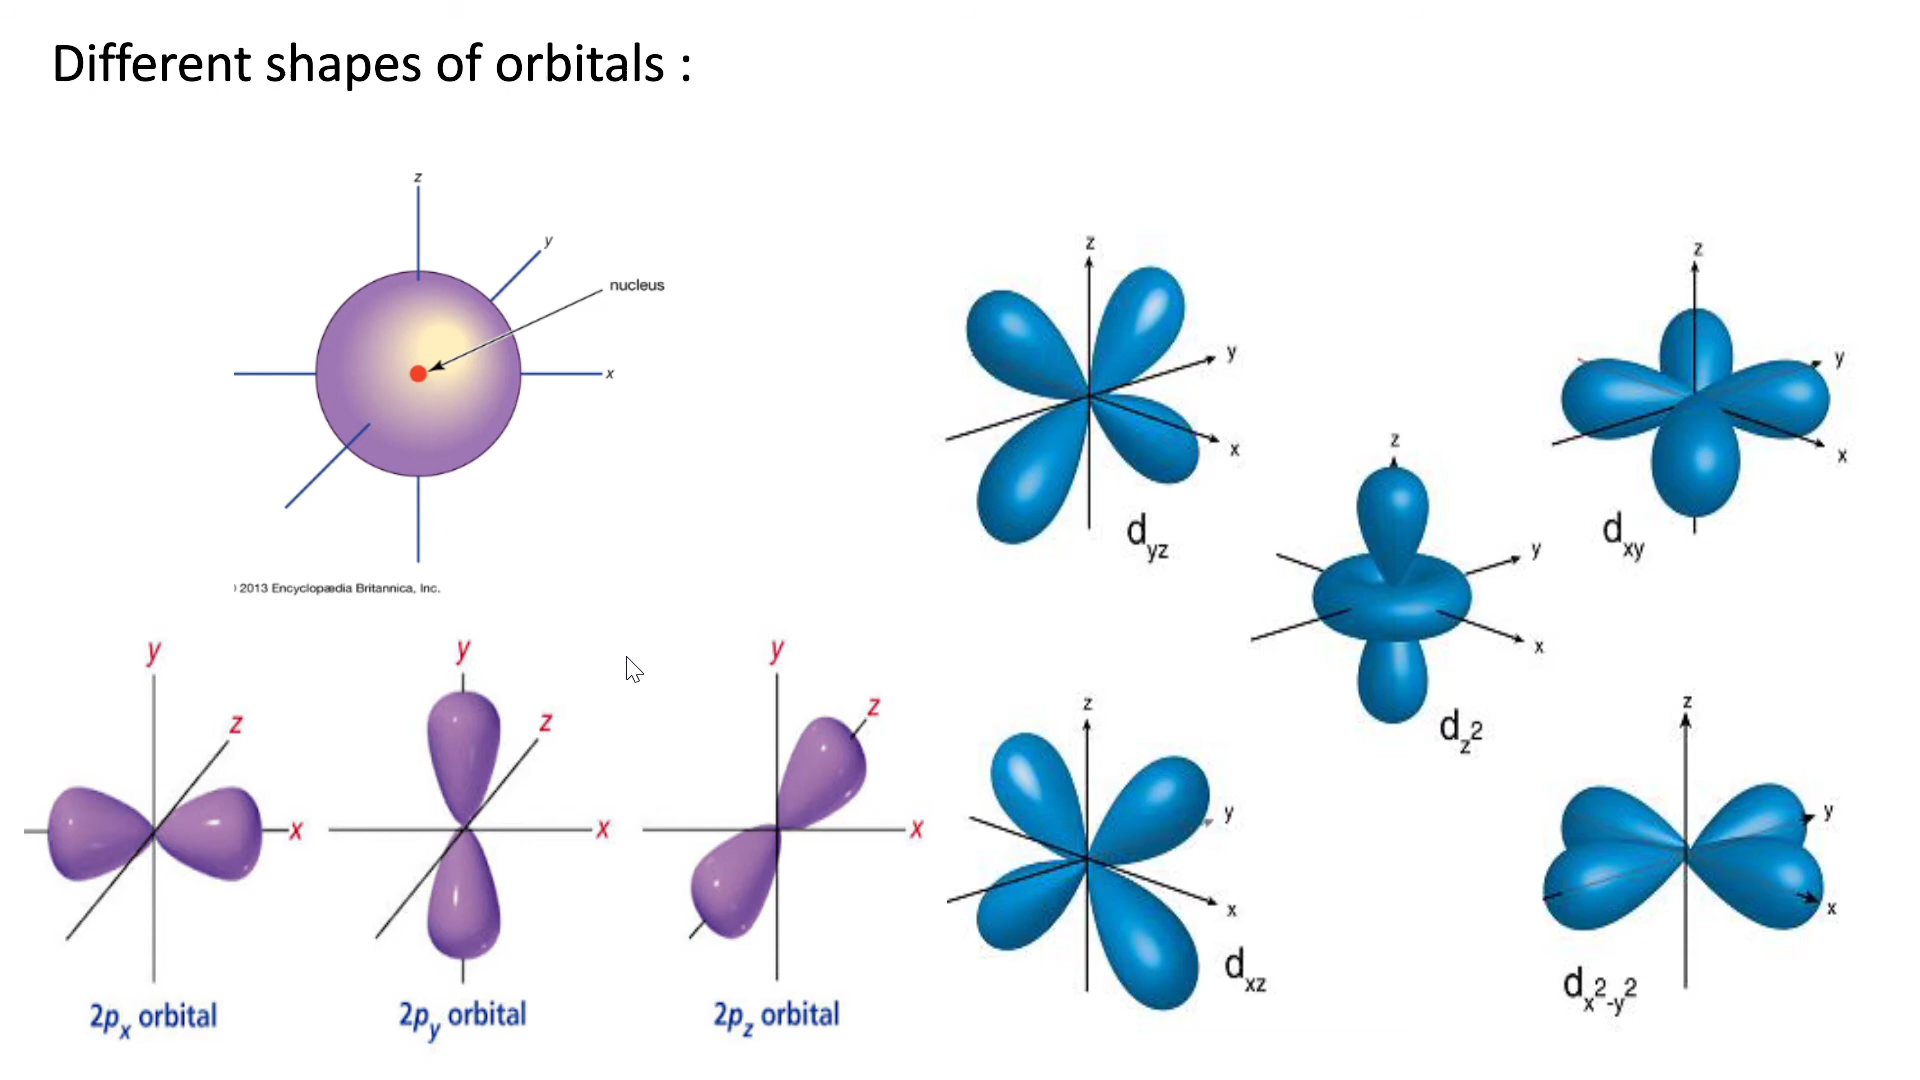 Different shapes of orbitals :
z
y
nucleus
x
2013 Encyclopædia Britannica, Inc.
y
z
x
2px orbital
y
z
x
2py orbital
y
z
x
2pz orbital
z
y
x
dyz
z
y
x
dxy
z
y
x
dz2
z
y
x
dxz
z
y
x
dx2-y2